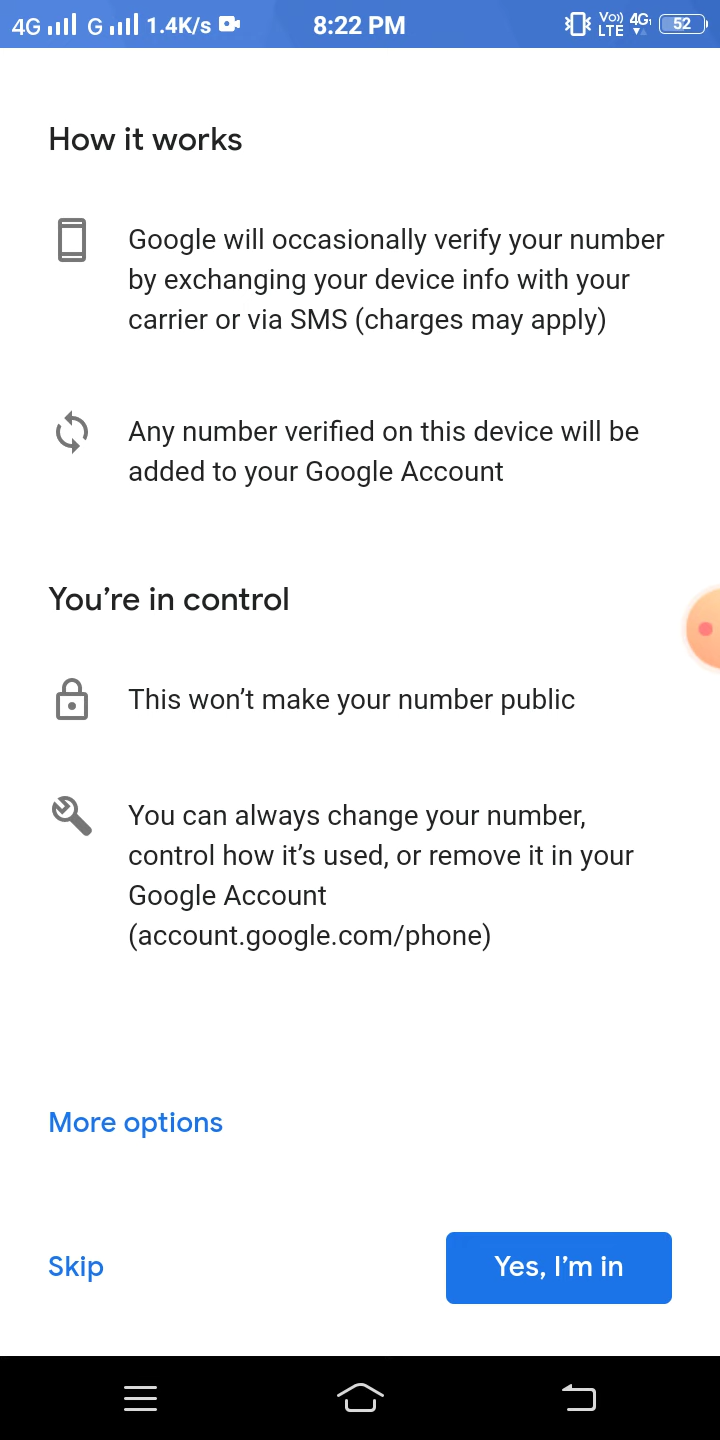 4G G 1.4K/s 8:22 PM Vo)) LTE 4G 52
How it works
Google will occasionally verify your number
by exchanging your device info with your
carrier or via SMS (charges may apply)
Any number verified on this device will be
added to your Google Account
You’re in control
This won’t make your number public
You can always change your number,
control how it’s used, or remove it in your
Google Account
(account.google.com/phone)
More options
Skip Yes, I’m in